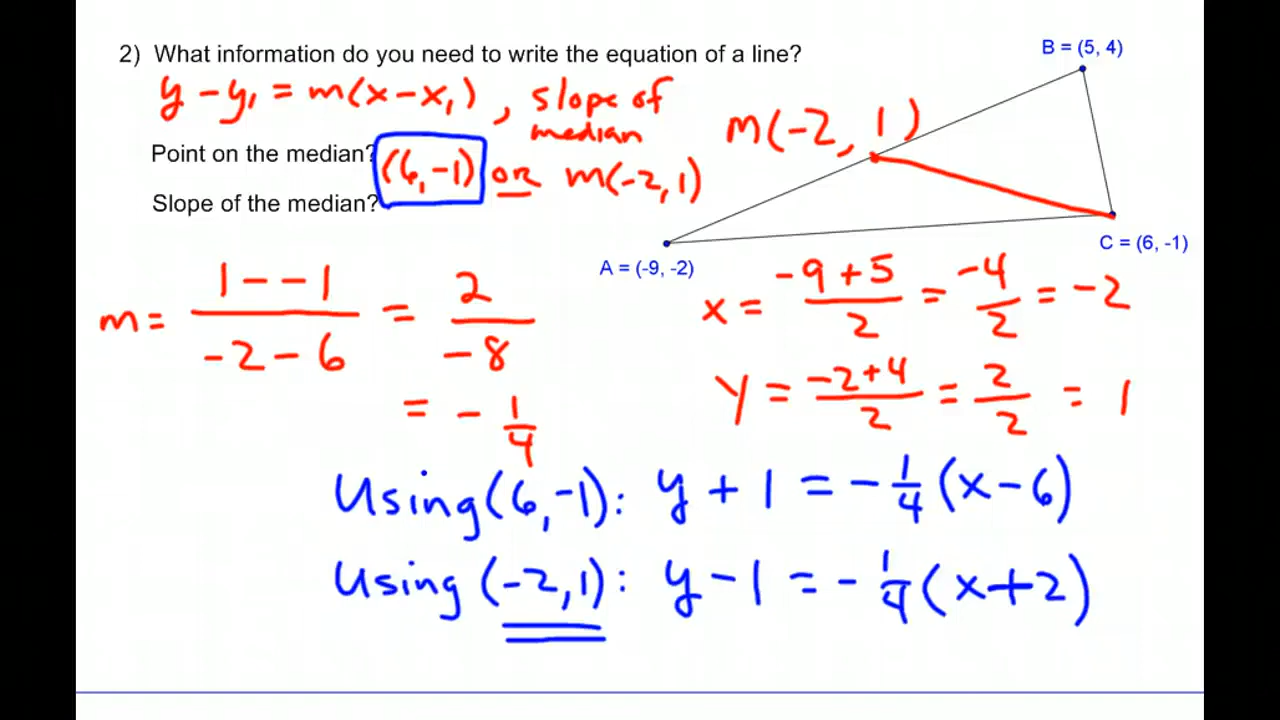 2) What information do you need to write the equation of a line?
B = (5, 4)
y - y₁ = m(x - x₁) , slope of
median
m(-2, 1)
Point on the median? (6, -1) or m(-2, 1)
Slope of the median?
C = (6, -1)
A = (-9, -2)
m = 1 - -1 / -2 - 6 = 2 / -8
= - 1/4
x = -9 + 5 / 2 = -4 / 2 = -2
y = -2 + 4 / 2 = 2 / 2 = 1
Using (6, -1): y + 1 = - 1/4 (x - 6)
Using (-2, 1): y - 1 = - 1/4 (x + 2)